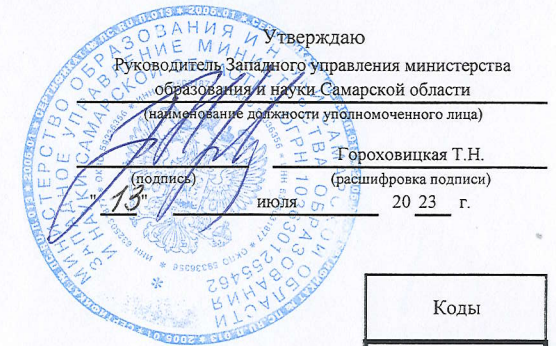 Утверждаю
Руководитель Западного управления министерства
образования и науки Самарской области
(наименование должности уполномоченного лица)
Гороховицкая Т.Н.
(подпись) (расшифровка подписи)
"13" июля 20 23 г.
Коды